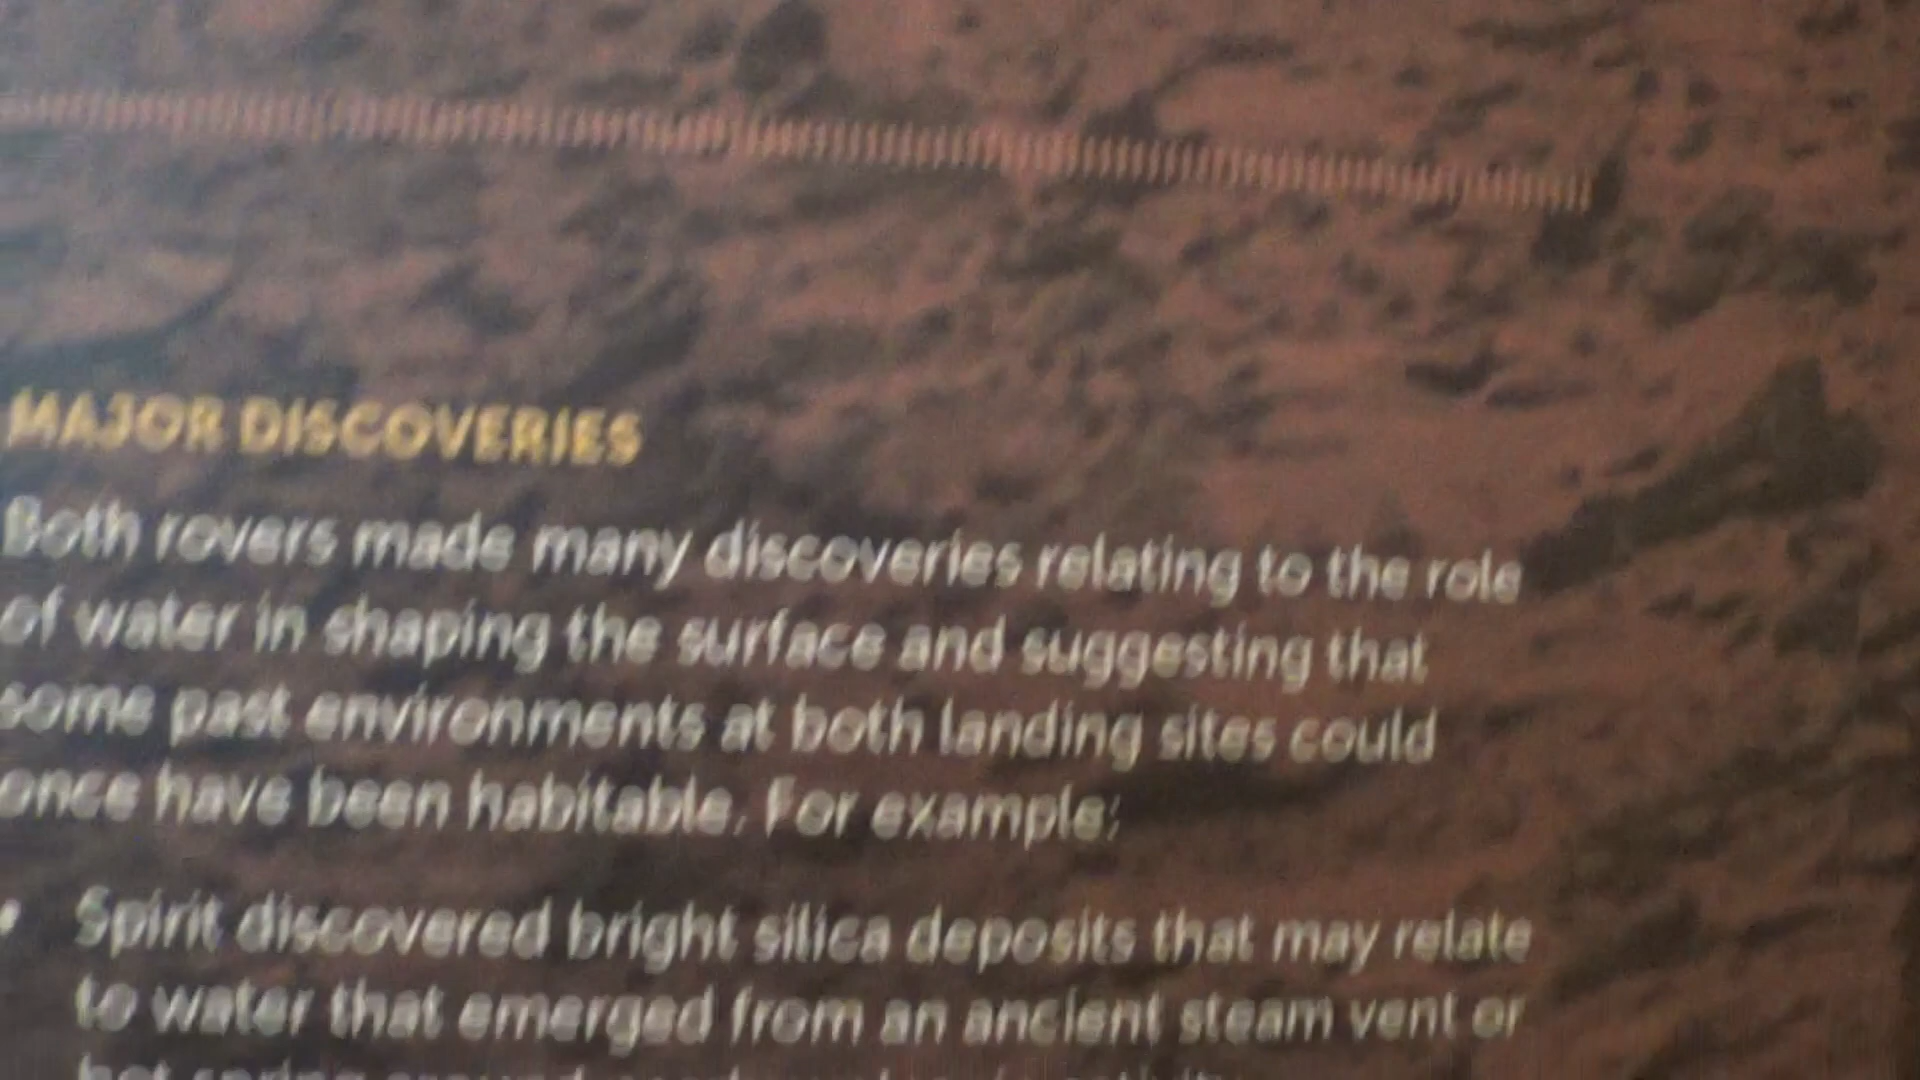 MAJOR DISCOVERIES
Both rovers made many discoveries relating to the role
of water in shaping the surface and suggesting that
some past environments at both landing sites could
once have been habitable. For example:
• Spirit discovered bright silica deposits that may relate
to water that emerged from an ancient steam vent or
hot spring